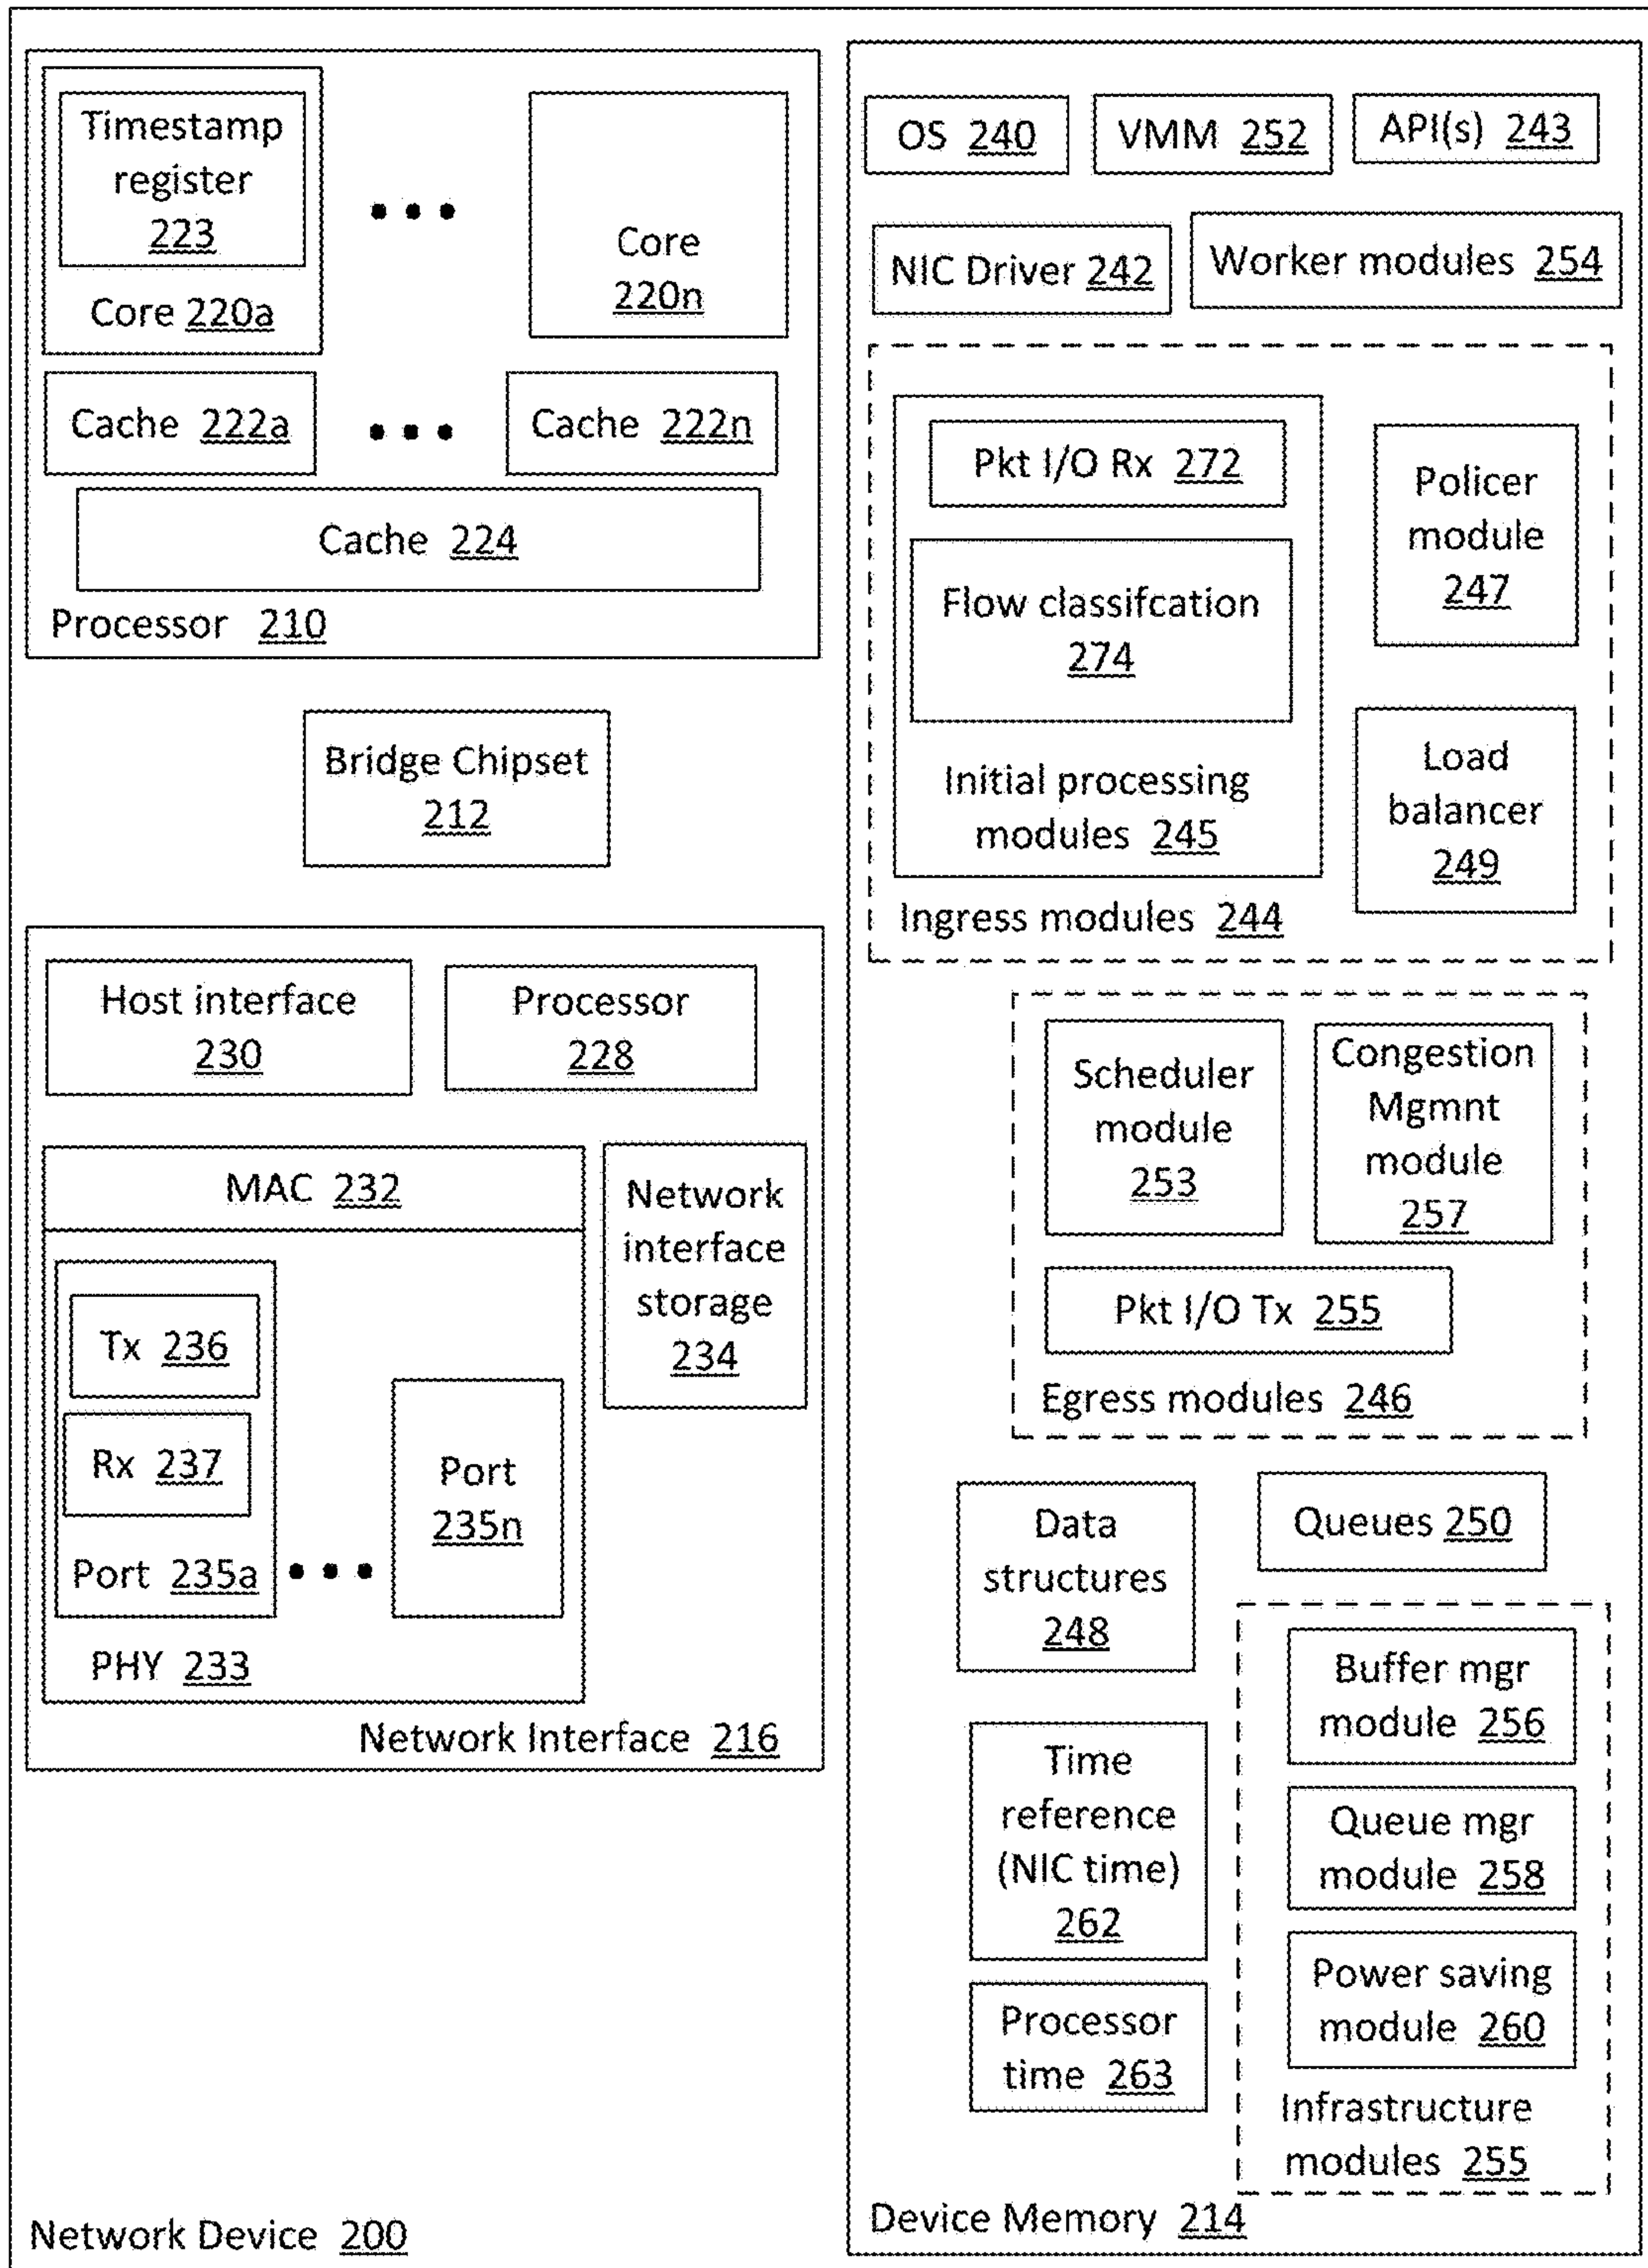 Timestamp
register
223
Core 220a
Core
220n
Cache 222a
Cache 222n
Cache 224
Processor 210
Bridge Chipset
212
Host interface
230
Processor
228
MAC 232
Network
interface
storage
234
Tx 236
Rx 237
Port 235a
Port
235n
PHY 233
Network Interface 216
Network Device 200
OS 240
VMM 252
API(s) 243
NIC Driver 242
Worker modules 254
Pkt I/O Rx 272
Flow classifcation
274
Initial processing
modules 245
Policer
module
247
Load
balancer
249
Ingress modules 244
Scheduler
module
253
Congestion
Mgmnt
module
257
Pkt I/O Tx 255
Egress modules 246
Data
structures
248
Queues 250
Time
reference
(NIC time)
262
Processor
time 263
Buffer mgr
module 256
Queue mgr
module 258
Power saving
module 260
Infrastructure
modules 255
Device Memory 214